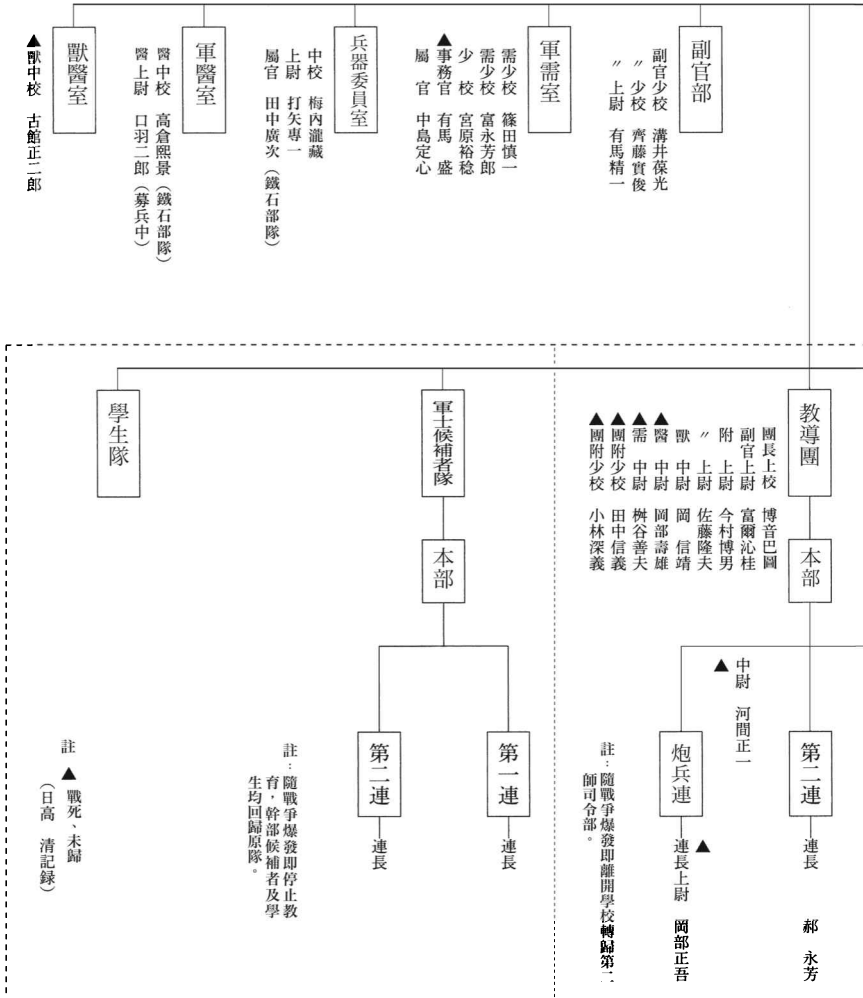 副官部
副官少校 溝井葆光
〃 少校 齊藤實俊
〃 上尉 有馬精一
軍需室
需少校 篠田慎一
需少校 富永芳郎
少 校 宮原裕稔
▲事務官 有馬 盛
屬 官 中島定心
兵器委員室
中校 梅內瀧藏
上尉 打矢專一
屬官 田中廣次（鐵石部隊）
軍醫室
醫中校 高倉熙景（鐵石部隊）
醫上尉 口羽二郎（募兵中）
獸醫室
▲獸中校 古館正二郎
教導團
本部
團長上校 博音巴圖
副官上尉 富爾沁桂
附 上尉 今村博男
〃 上尉 佐藤隆夫
獸 中尉 岡 信靖
▲醫 中尉 岡部壽雄
▲需 中尉 桝谷善夫
▲團附少校 田中信義
▲團附少校 小林深義
第二連
連長 郝 永芳
▲中尉 河間正一
炮兵連
▲連長上尉 岡部正吾
註：隨戰爭爆發即離開學校轉歸第二
師司令部。
軍士候補者隊
本部
第一連
連長
第二連
連長
註：隨戰爭爆發即停止教
育，幹部候補者及學
生均回歸原隊。
學生隊
註 ▲ 戰死、未歸
（日高 清記録）